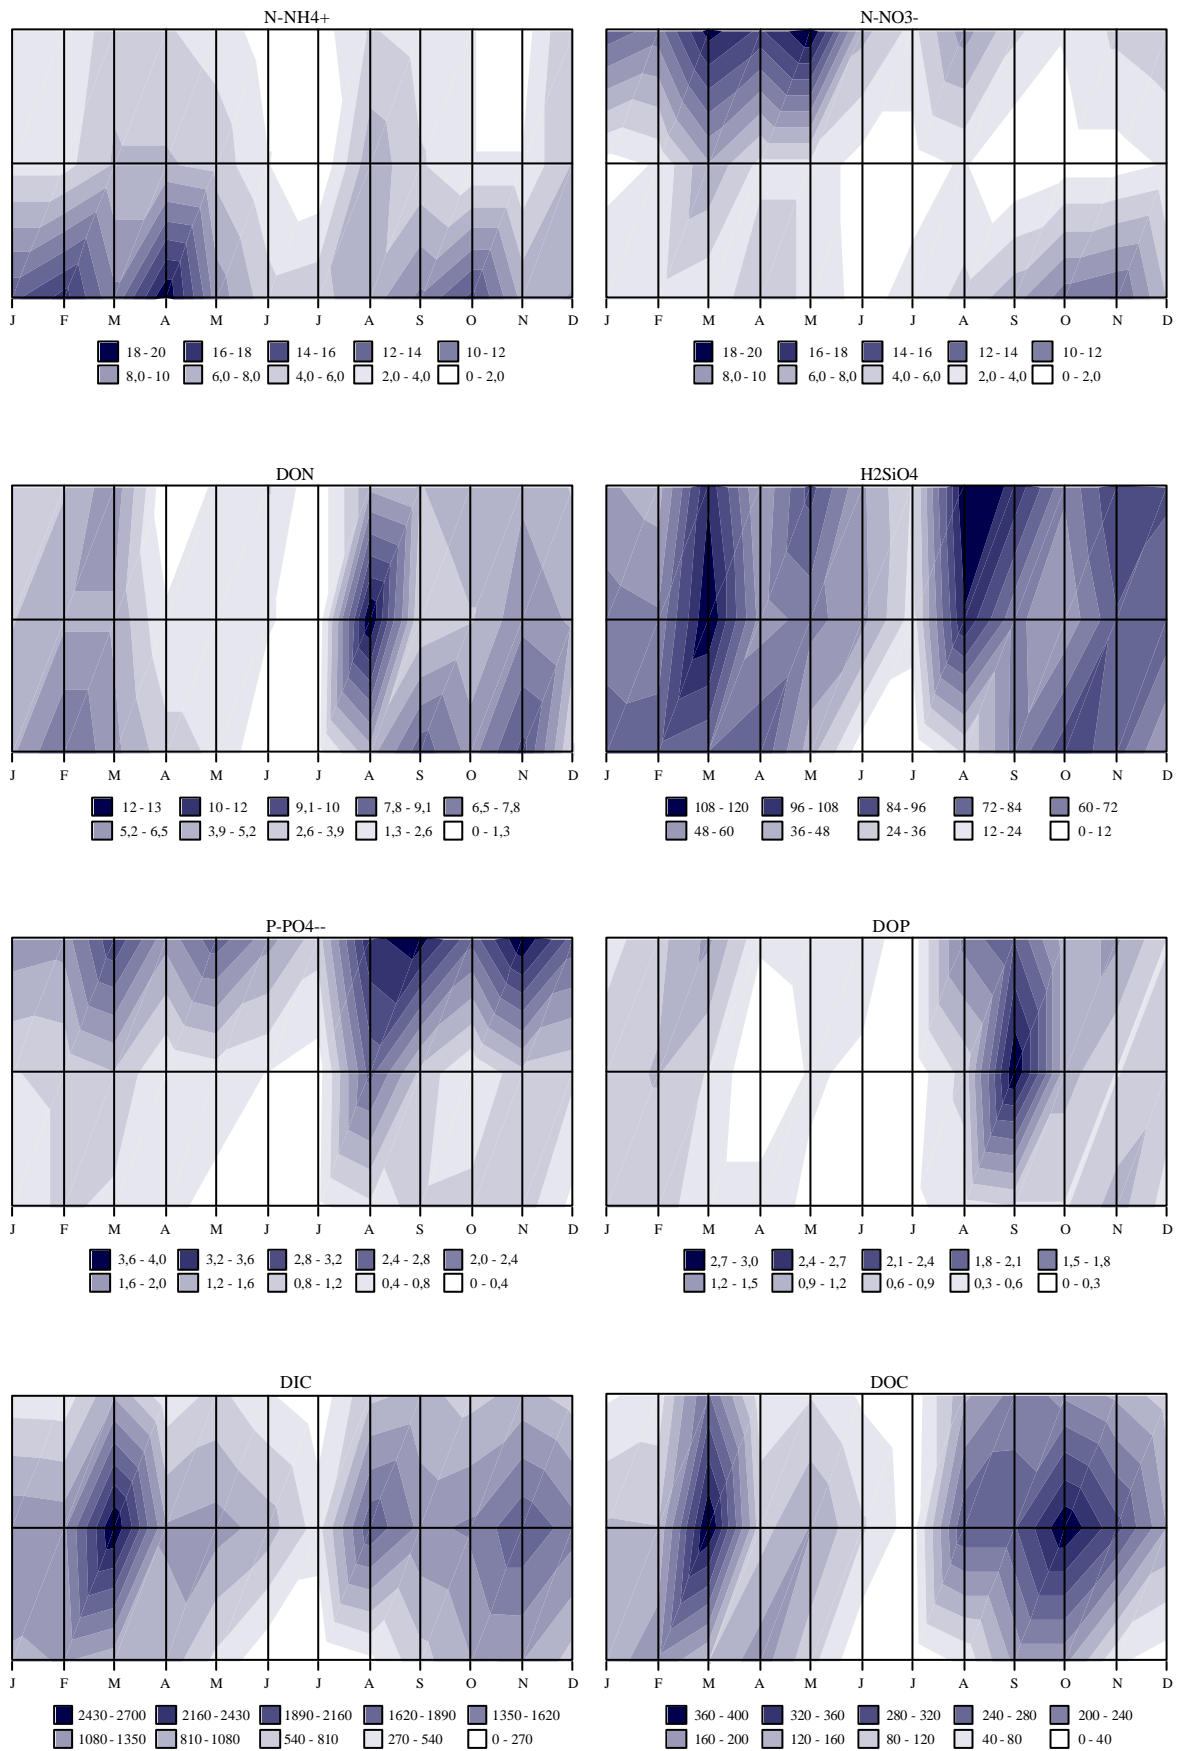 N-NH4+
J F M A M J J A S O N D
18 - 20 16 - 18 14 - 16 12 - 14 10 - 12
8,0 - 10 6,0 - 8,0 4,0 - 6,0 2,0 - 4,0 0 - 2,0
N-NO3-
J F M A M J J A S O N D
18 - 20 16 - 18 14 - 16 12 - 14 10 - 12
8,0 - 10 6,0 - 8,0 4,0 - 6,0 2,0 - 4,0 0 - 2,0
DON
J F M A M J J A S O N D
12 - 13 10 - 12 9,1 - 10 7,8 - 9,1 6,5 - 7,8
5,2 - 6,5 3,9 - 5,2 2,6 - 3,9 1,3 - 2,6 0 - 1,3
H2SiO4
J F M A M J J A S O N D
108 - 120 96 - 108 84 - 96 72 - 84 60 - 72
48 - 60 36 - 48 24 - 36 12 - 24 0 - 12
P-PO4--
J F M A M J J A S O N D
3,6 - 4,0 3,2 - 3,6 2,8 - 3,2 2,4 - 2,8 2,0 - 2,4
1,6 - 2,0 1,2 - 1,6 0,8 - 1,2 0,4 - 0,8 0 - 0,4
DOP
J F M A M J J A S O N D
2,7 - 3,0 2,4 - 2,7 2,1 - 2,4 1,8 - 2,1 1,5 - 1,8
1,2 - 1,5 0,9 - 1,2 0,6 - 0,9 0,3 - 0,6 0 - 0,3
DIC
J F M A M J J A S O N D
2430 - 2700 2160 - 2430 1890 - 2160 1620 - 1890 1350 - 1620
1080 - 1350 810 - 1080 540 - 810 270 - 540 0 - 270
DOC
J F M A M J J A S O N D
360 - 400 320 - 360 280 - 320 240 - 280 200 - 240
160 - 200 120 - 160 80 - 120 40 - 80 0 - 40